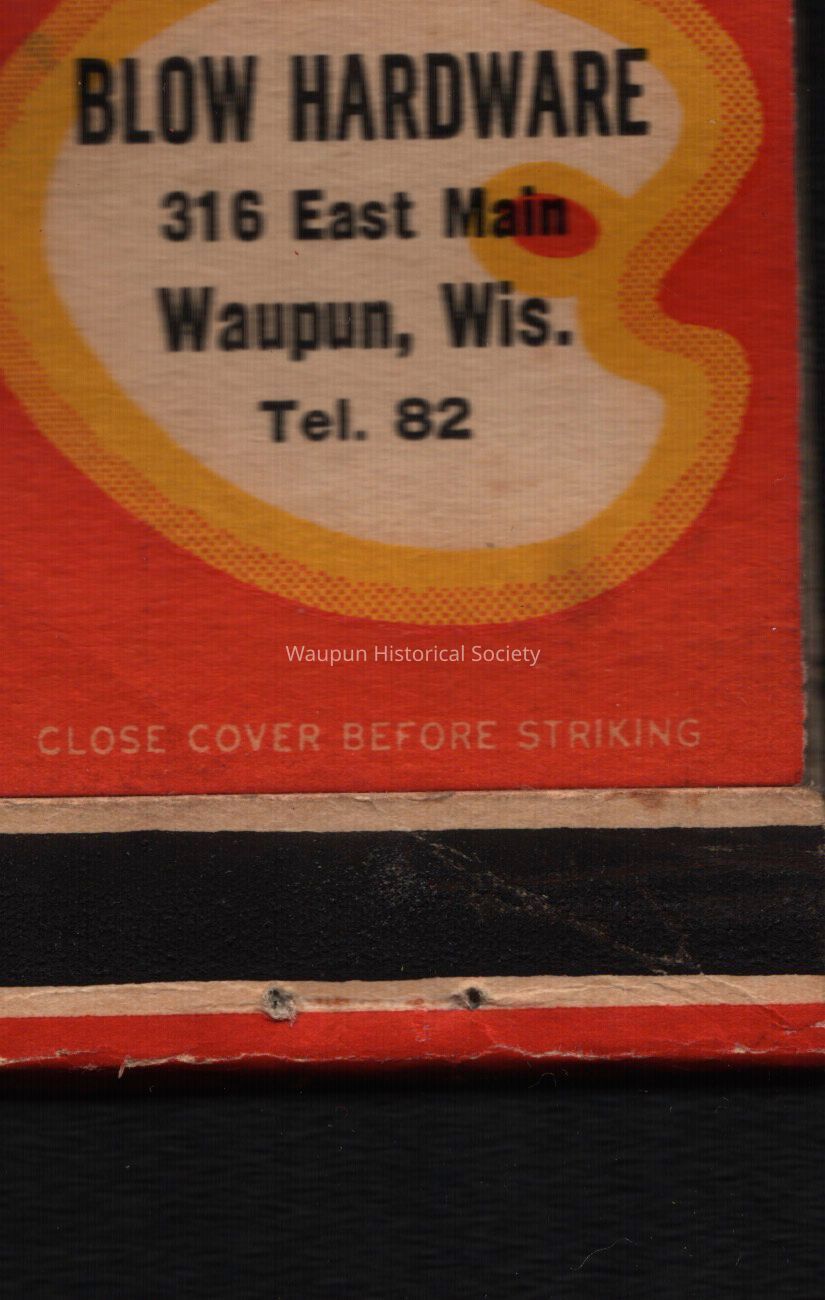 BLOW HARDWARE
316 East Main
Waupun, Wis.
Tel. 82
Waupun Historical Society
CLOSE COVER BEFORE STRIKING